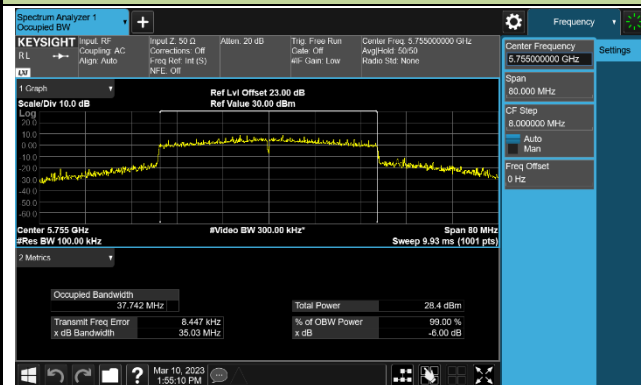 Spectrum Analyzer 1
Occupied BW
Frequency
KEYSIGHT
RL
Input: RF
Coupling: AC
Align: Auto
Input Z: 50 Ω
Corrections: Off
Freq Ref: Int (S)
NFE: Off
Atten: 20 dB
Trig: Free Run
Gate: Off
#IF Gain: Low
Center Freq: 5.755000000 GHz
Avg|Hold: 50/50
Radio Std: None
1 Graph
Scale/Div 10.0 dB
Ref Lvl Offset 23.00 dB
Ref Value 30.00 dBm
Log
20.0
10.0
0.00
-10.0
-20.0
-30.0
-40.0
-50.0
-60.0
Center 5.755 GHz
#Res BW 100.00 kHz
#Video BW 300.00 kHz*
Span 80 MHz
Sweep 9.93 ms (1001 pts)
2 Metrics
Occupied Bandwidth
37.742 MHz
Transmit Freq Error 8.447 kHz
x dB Bandwidth 35.03 MHz
Total Power 28.4 dBm
% of OBW Power 99.00 %
x dB -6.00 dB
Center Frequency
5.755000000 GHz
Span
80.000 MHz
CF Step
8.000000 MHz
Auto
Man
Freq Offset
0 Hz
Settings
?
Mar 10, 2023
1:55:10 PM